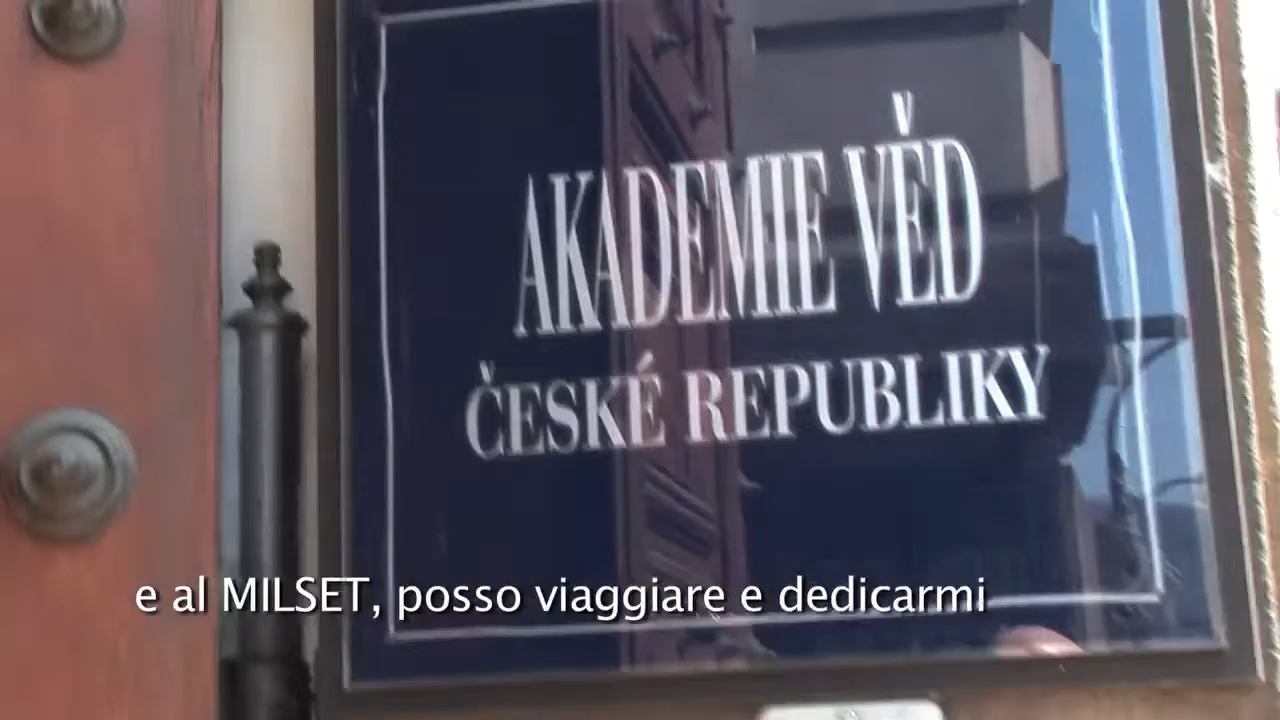 AKADEMIE VĚD
ČESKÉ REPUBLIKY
e al MILSET, posso viaggiare e dedicarmi